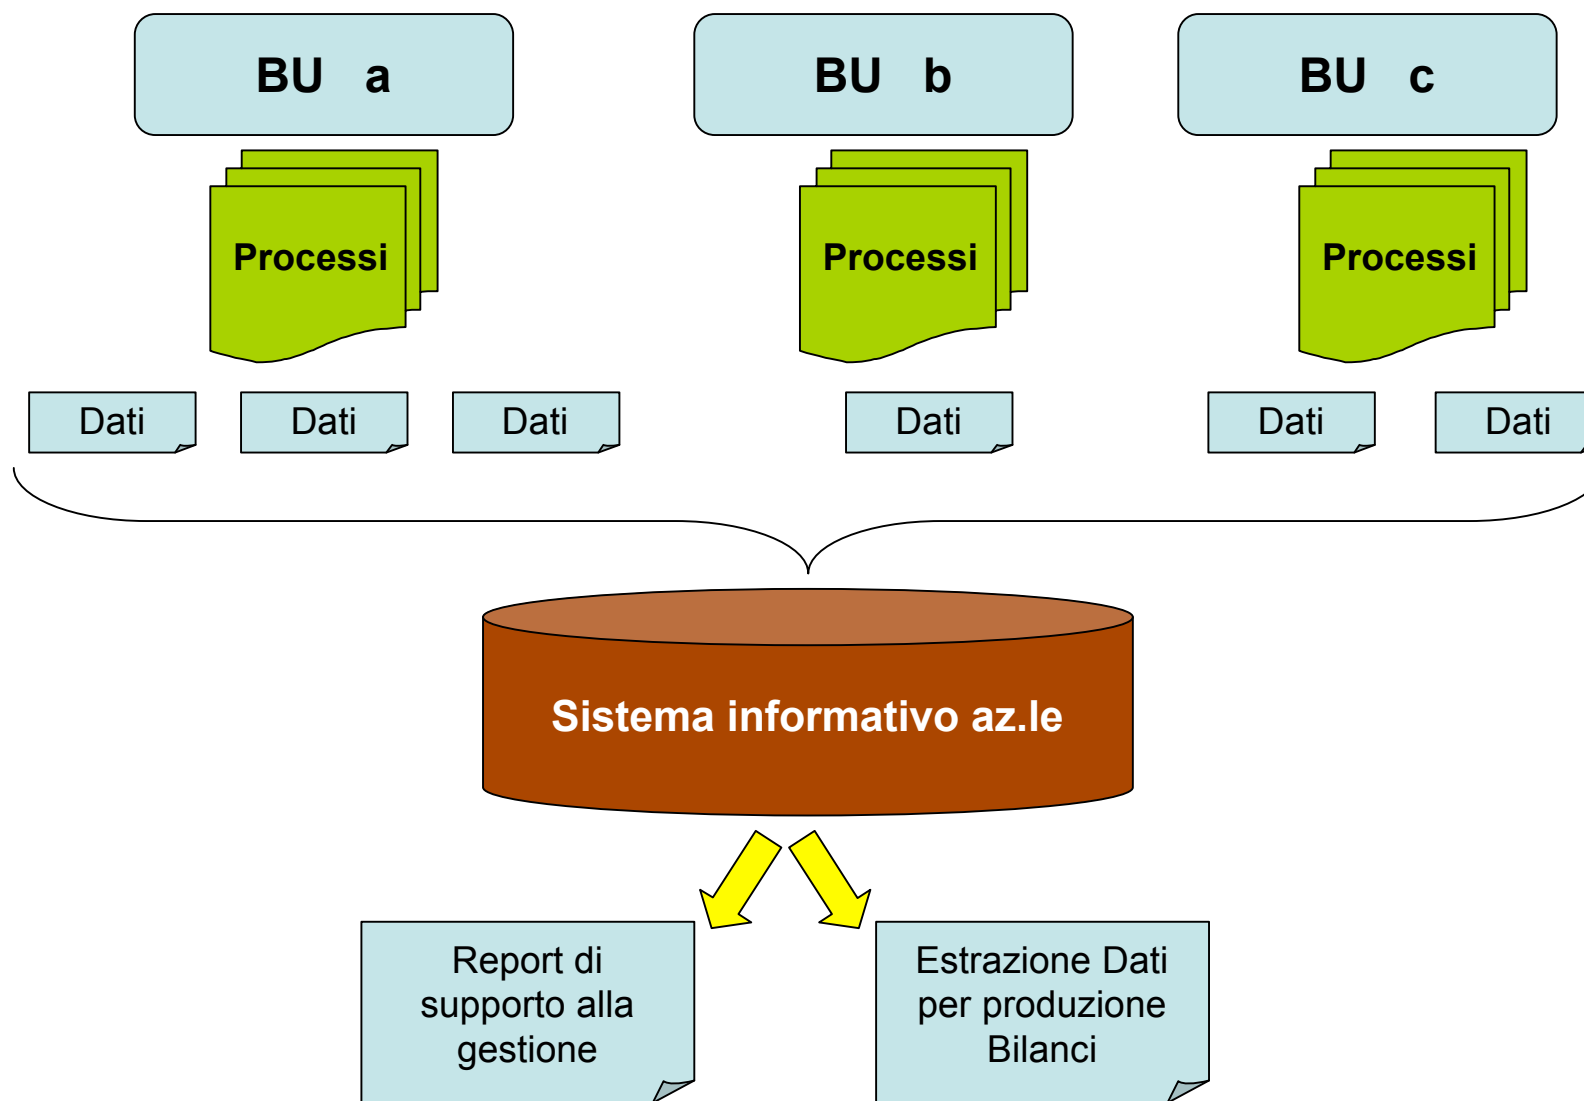 BU a
BU b
BU c
Processi
Processi
Processi
Dati
Dati
Dati
Dati
Dati
Dati
Sistema informativo az.le
Report di
supporto alla
gestione
Estrazione Dati
per produzione
Bilanci